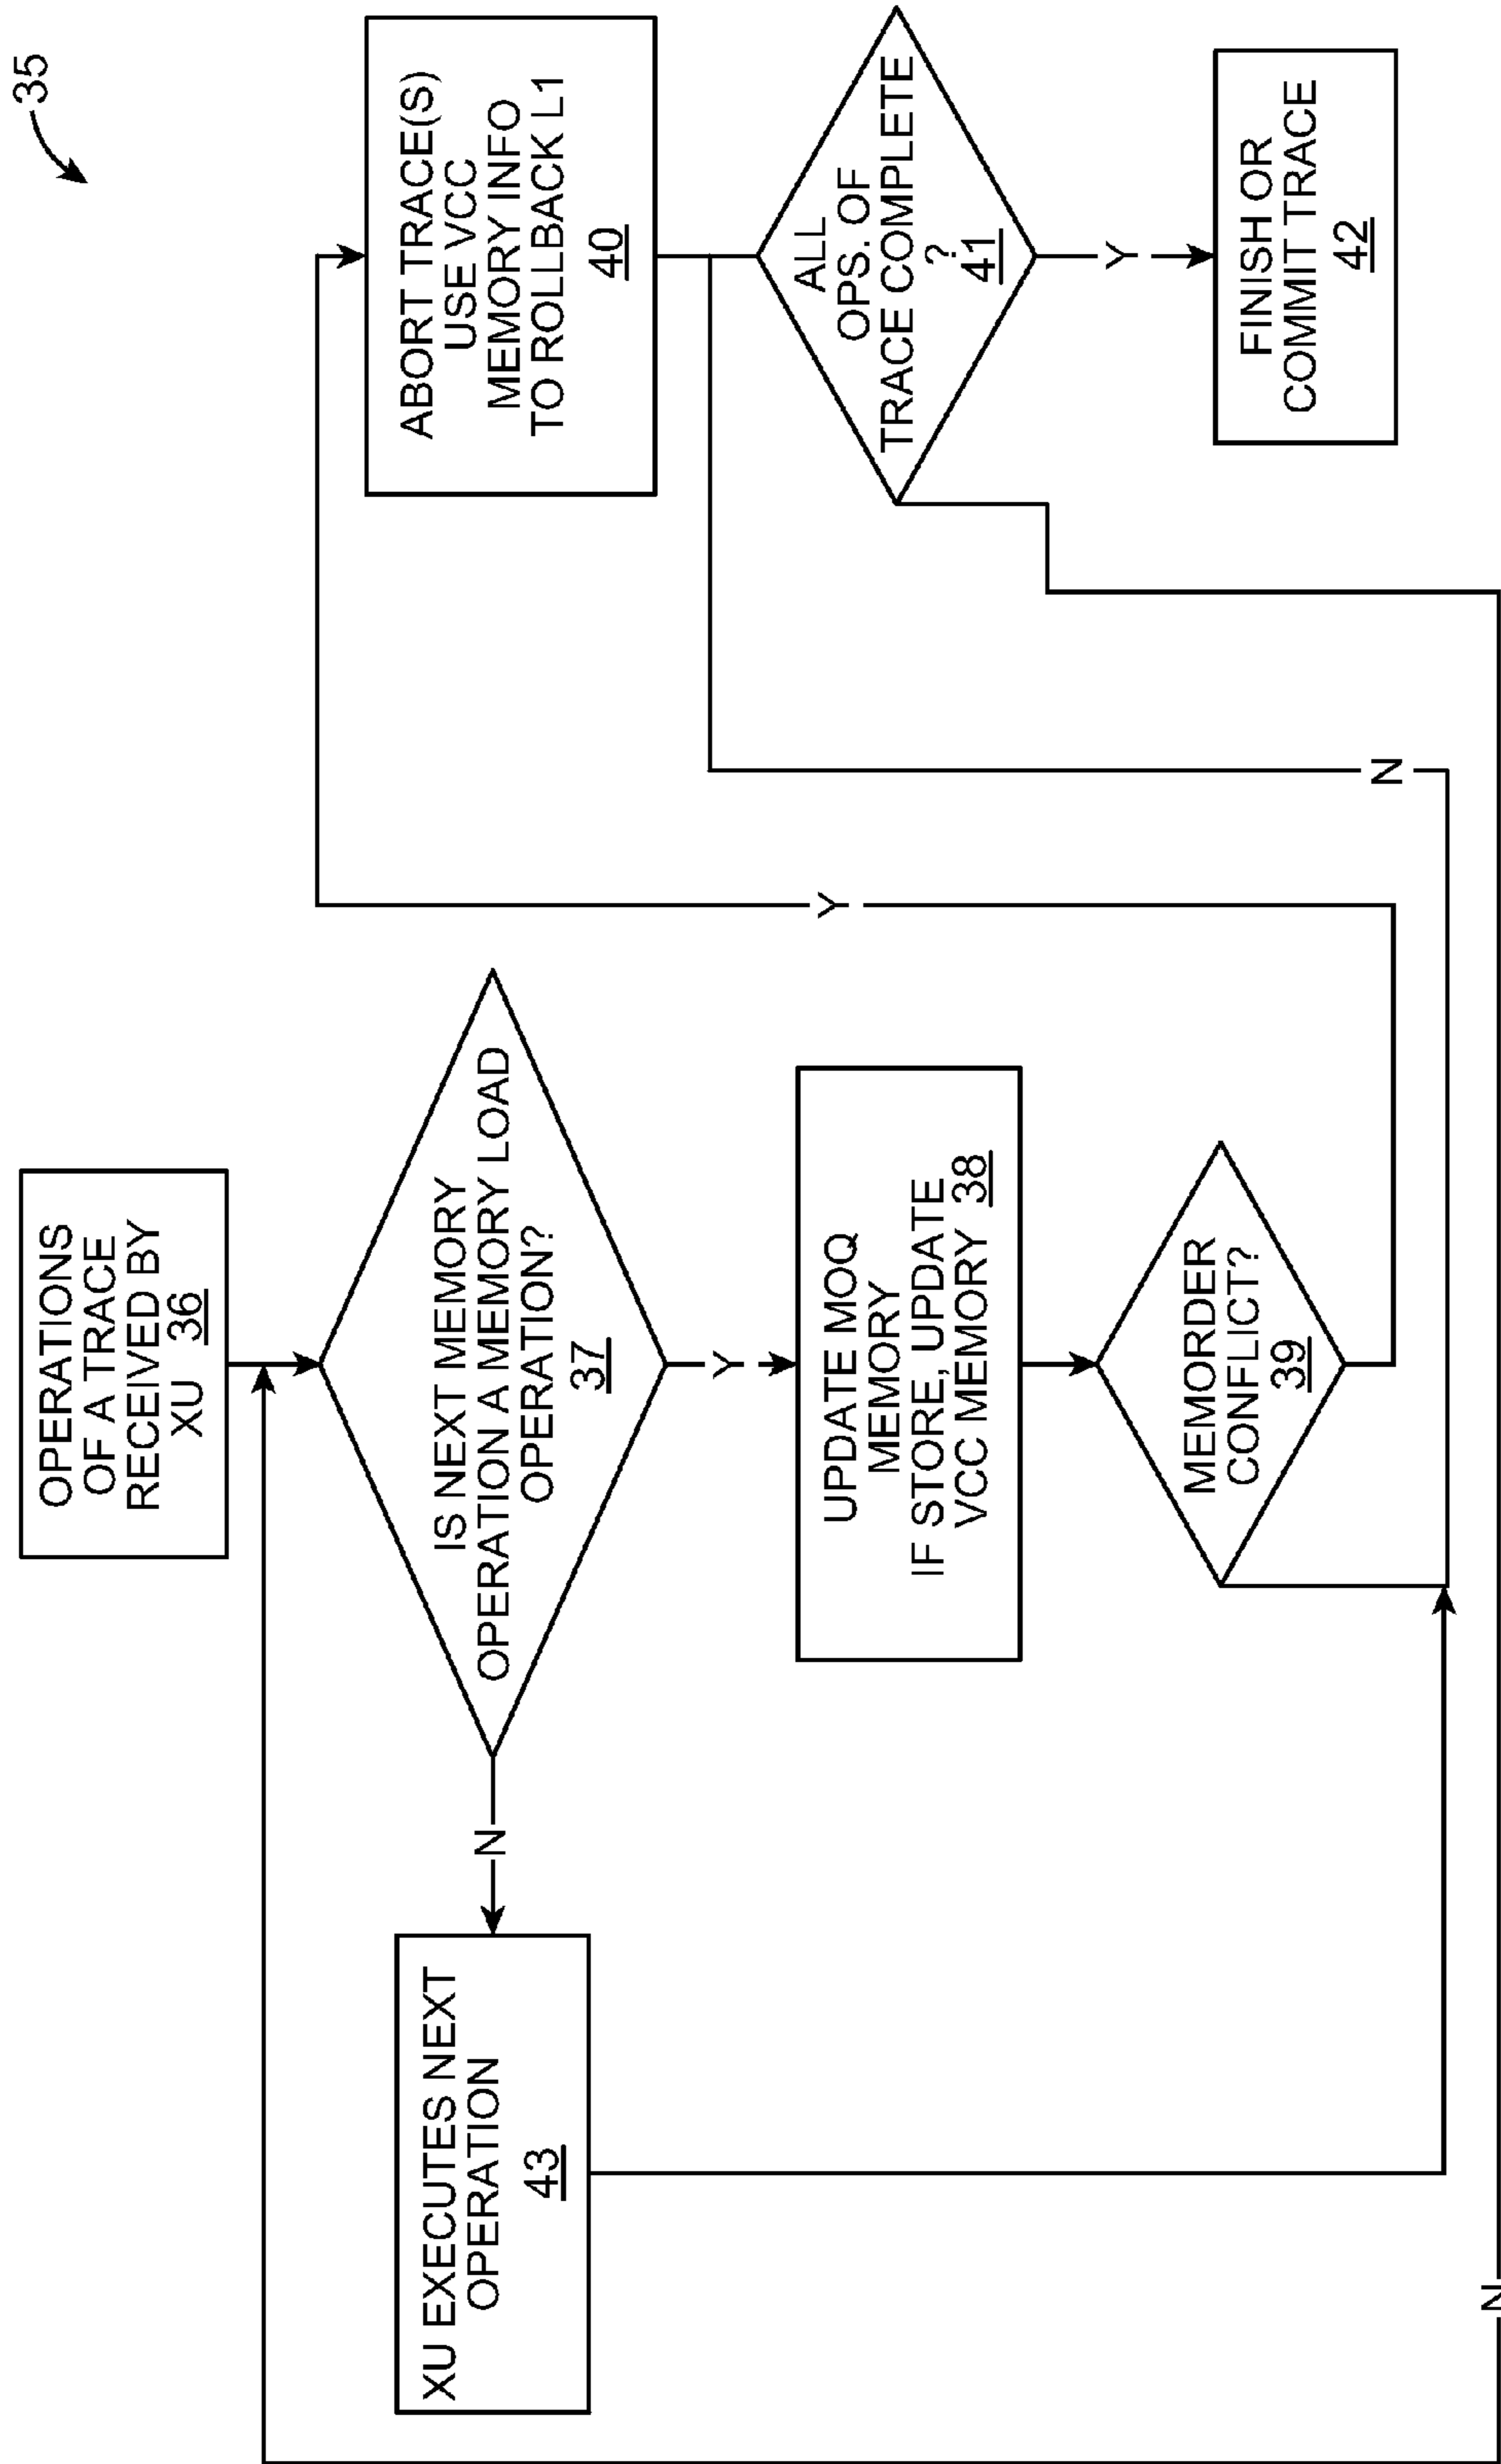 35
OPERATIONS
OF A TRACE
RECEIVED BY
XU 36
IS NEXT MEMORY
OPERATION A MEMORY LOAD
OPERATION?
37
N
Y
XU EXECUTES NEXT
OPERATION
43
UPDATE MOQ
MEMORY
IF STORE, UPDATE
VCC MEMORY 38
MEMORDER
CONFLICT?
39
Y
N
ABORT TRACE(S)
USE VCC
MEMORY INFO
TO ROLLBACK L1
40
ALL
OPS. OF
TRACE COMPLETE
?
41
Y
N
FINISH OR
COMMIT TRACE
42